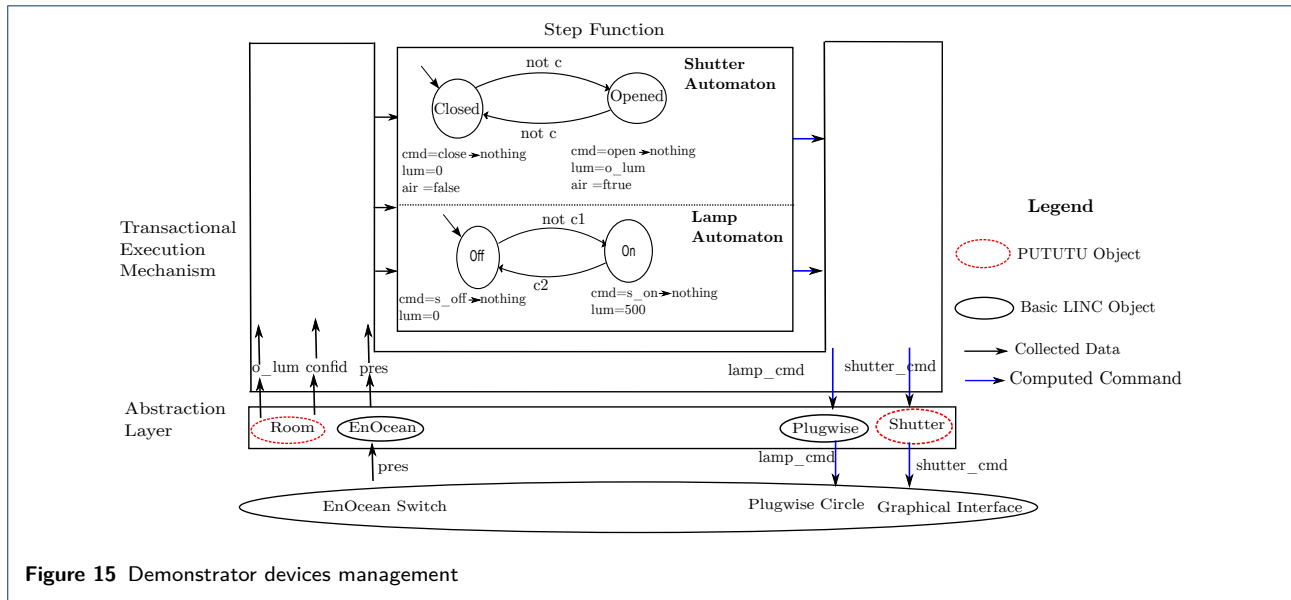 Step Function
not c
Shutter
Automaton
Closed
Opened
not c
cmd=close➔nothing
lum=0
air =false
cmd=open➔nothing
lum=o_lum
air =ftrue
not c1
Lamp
Automaton
Off
On
c2
cmd=s_off➔nothing
lum=0
cmd=s_on➔nothing
lum=500
Transactional
Execution
Mechanism
Legend
PUTUTU Object
Basic LINC Object
Collected Data
Computed Command
o_lum
confid
pres
lamp_cmd
shutter_cmd
Abstraction
Layer
Room
EnOcean
Plugwise
Shutter
pres
lamp_cmd
shutter_cmd
EnOcean Switch
Plugwise Circle
Graphical Interface
Figure 15 Demonstrator devices management